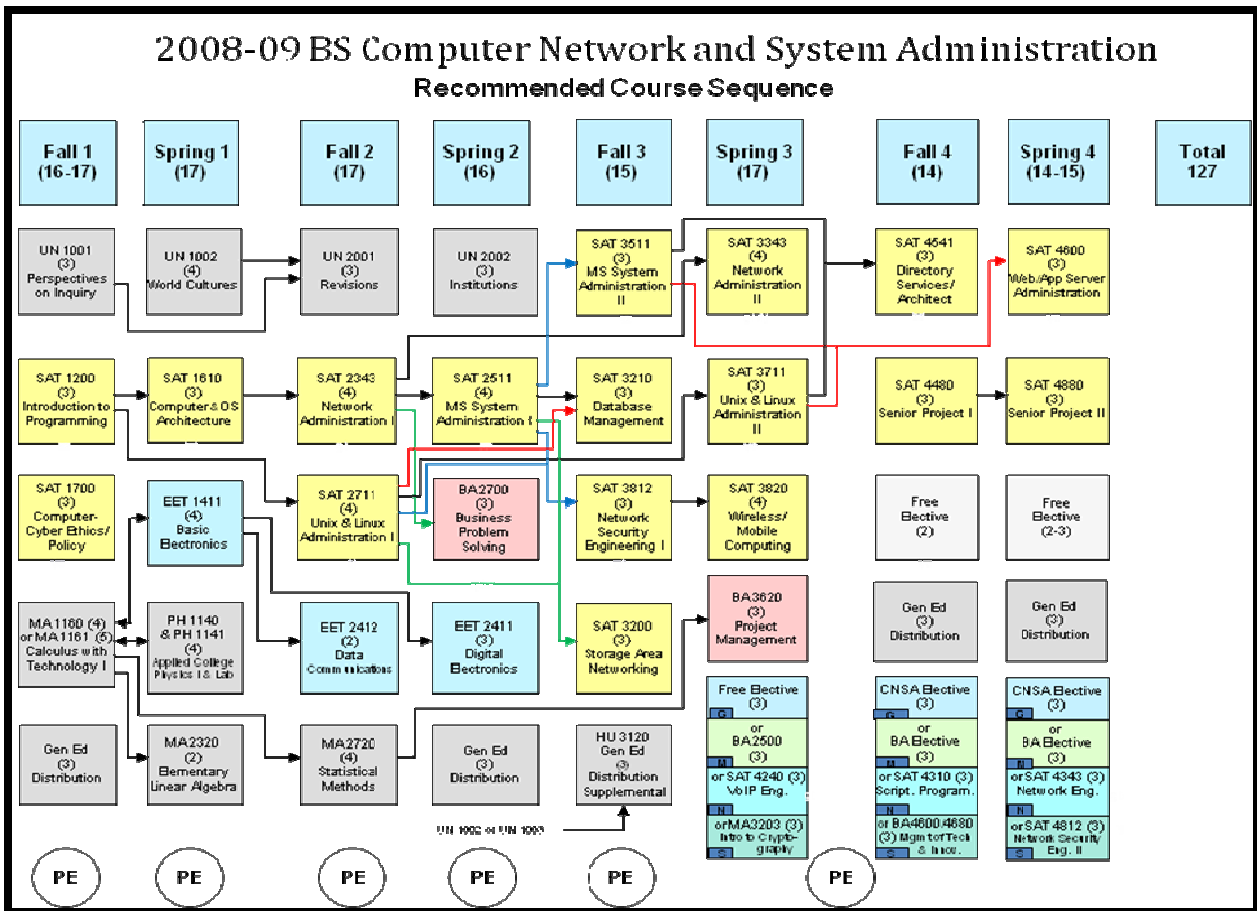 2008-09 BS Computer Network and System Administration
Recommended Course Sequence
Fall 1
(16-17)
Spring 1
(17)
Fall 2
(17)
Spring 2
(16)
Fall 3
(15)
Spring 3
(17)
Fall 4
(14)
Spring 4
(14-15)
Total
127
UN 1001
(3)
Perspectives
on Inquiry
UN 1002
(4)
World Cultures
UN 2001
(3)
Revisions
UN 2002
(3)
Institutions
SAT 3511
(3)
MS System
Administration
II
SAT 3343
(4)
Network
Administration
II
SAT 4541
(3)
Directory
Services/
Architect
SAT 4600
(3)
Web/App Server
Administration
SAT 1200
(3)
Introduction to
Programming
SAT 1610
(3)
Computer & OS
Architecture
SAT 2343
(4)
Network
Administration I
SAT 2511
(4)
MS System
Administration I
SAT 3210
(3)
Database
Management
SAT 3711
(3)
Unix & Linux
Administration
II
SAT 4480
(3)
Senior Project I
SAT 4880
(3)
Senior Project II
SAT 1700
(3)
Computer-
Cyber Ethics/
Policy
EET 1411
(4)
Basic
Electronics
SAT 2711
(4)
Unix & Linux
Administration I
BA2700
(3)
Business
Problem
Solving
SAT 3812
(3)
Network
Security
Engineering I
SAT 3820
(4)
Wireless/
Mobile
Computing
Free
Elective
(2)
Free
Elective
(2-3)
MA1160 (4)
or MA1161 (5)
Calculus with
Technology I
PH 1140
& PH 1141
(4)
Applied College
Physics I & Lab
EET 2412
(2)
Data
Communications
EET 2411
(3)
Digital
Electronics
SAT 3200
(3)
Storage Area
Networking
BA3620
(3)
Project
Management
Gen Ed
(3)
Distribution
Gen Ed
(3)
Distribution
Gen Ed
(3)
Distribution
MA2320
(2)
Elementary
Linear Algebra
MA2720
(4)
Statistical
Methods
Gen Ed
(3)
Distribution
HU 3120
Gen Ed
(3)
Distribution
Supplemental
UN 1002 or UN 1003
Free Elective
(3)
G
or
BA2500
(3)
M
or SAT 4240 (3)
VoIP Eng.
N
or MA3203 (3)
Intro to Crypto-
graphy
S
CNSA Elective
(3)
G
or
BA Elective
(3)
M
or SAT 4310 (3)
Script. Program.
N
or BA4600/4680
(3) Mgmt of Tech
& Innov.
S
CNSA Elective
(3)
G
or
BA Elective
(3)
M
or SAT 4343 (3)
Network Eng.
N
or SAT 4812 (3)
Network Security
Eng. II
S
PE
PE
PE
PE
PE
PE